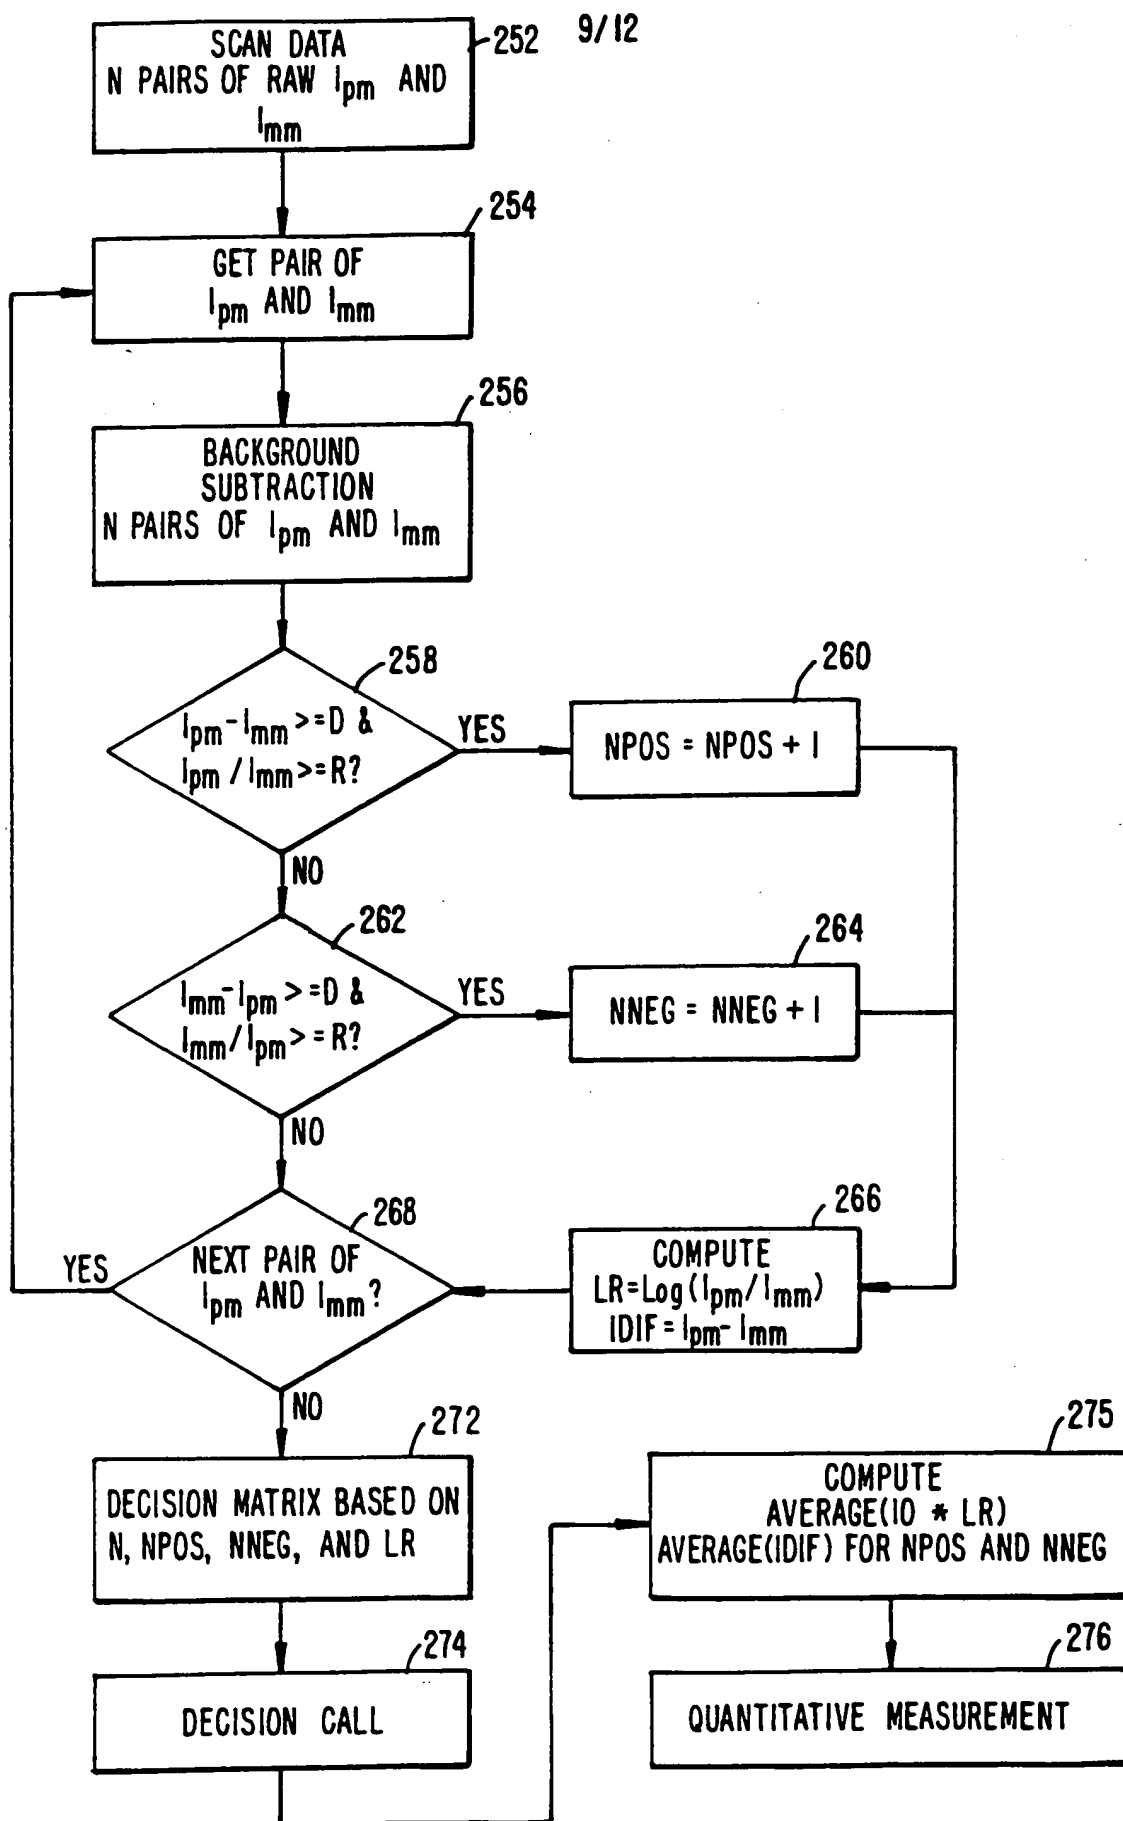 9/12
252
SCAN DATA
N PAIRS OF RAW Ipm AND
Imm
254
GET PAIR OF
Ipm AND Imm
256
BACKGROUND
SUBTRACTION
N PAIRS OF Ipm AND Imm
258
Ipm-Imm >=D &
Ipm / Imm >=R?
YES
260
NPOS = NPOS + 1
NO
262
Imm-Ipm >=D &
Imm/Ipm >=R?
YES
264
NNEG = NNEG + 1
NO
268
NEXT PAIR OF
Ipm AND Imm?
YES
266
COMPUTE
LR=Log(Ipm/Imm)
IDIF=Ipm-Imm
NO
272
DECISION MATRIX BASED ON
N, NPOS, NNEG, AND LR
274
DECISION CALL
275
COMPUTE
AVERAGE(10 * LR)
AVERAGE(IDIF) FOR NPOS AND NNEG
276
QUANTITATIVE MEASUREMENT